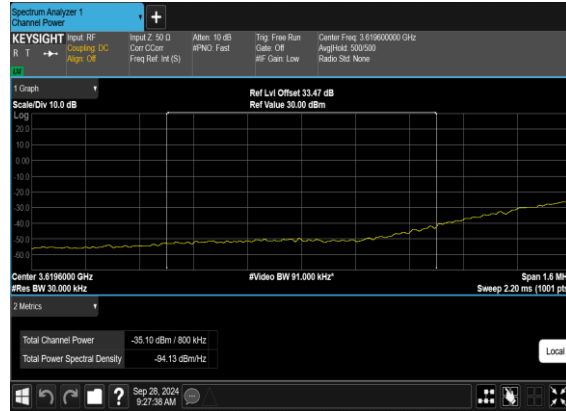 Spectrum Analyzer 1
Channel Power
+
KEYSIGHT Input: RF
R T Coupling: DC
Align: Off
Input Z: 50 Ω
Corr CCorr
Freq Ref: Int (S)
Atten: 10 dB
#PNO: Fast
Trig: Free Run
Gate: Off
#IF Gain: Low
Center Freq: 3.619600000 GHz
Avg|Hold: 500/500
Radio Std: None
1 Graph
Scale/Div 10.0 dB
Ref Lvl Offset 33.47 dB
Ref Value 30.00 dBm
Log
20.0
10.0
0.00
-10.0
-20.0
-30.0
-40.0
-50.0
-60.0
Center 3.6196000 GHz
#Res BW 30.000 kHz
#Video BW 91.000 kHz*
Span 1.6 MH
Sweep 2.20 ms (1001 pts
2 Metrics
Total Channel Power -35.10 dBm / 800 kHz
Total Power Spectral Density -94.13 dBm/Hz
Local
?
Sep 28, 2024
9:27:38 AM